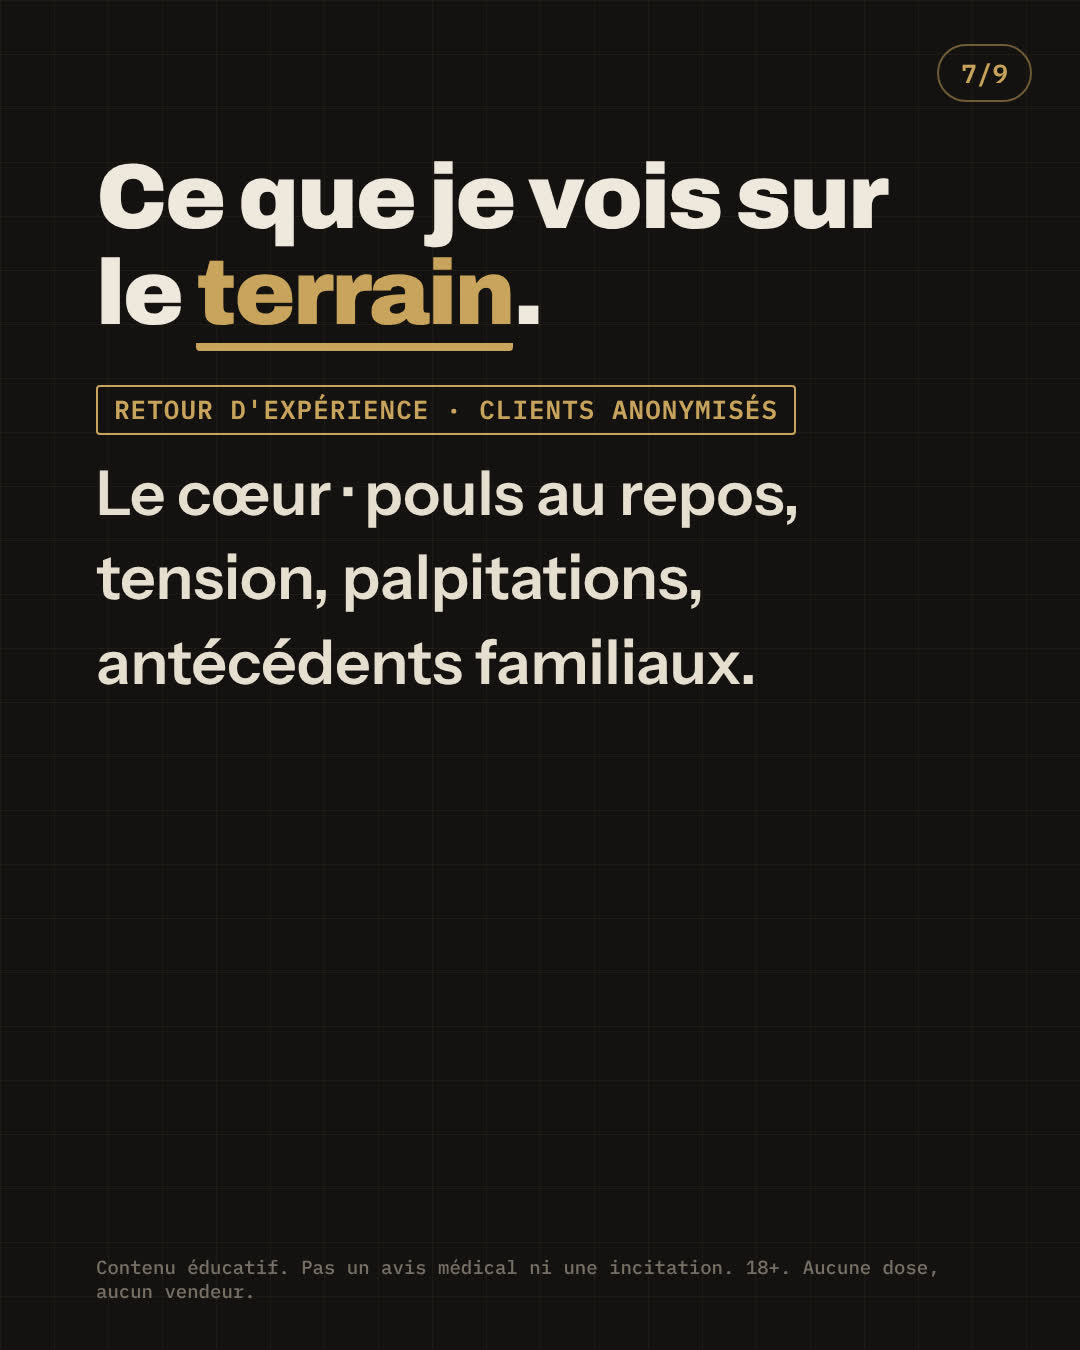 7/9
Ce que je vois sur
le terrain.
RETOUR D'EXPÉRIENCE · CLIENTS ANONYMISÉS
Le cœur · pouls au repos,
tension, palpitations,
antécédents familiaux.
Contenu éducatif. Pas un avis médical ni une incitation. 18+. Aucune dose,
aucun vendeur.